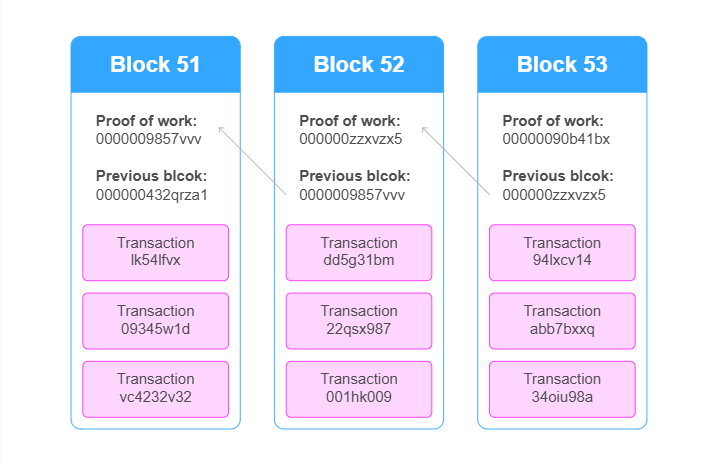 Block 51
Proof of work:
0000009857vvv
Previous blcok:
000000432qrza1
Transaction
lk54lfvx
Transaction
09345w1d
Transaction
vc4232v32
Block 52
Proof of work:
000000zzxvzx5
Previous blcok:
0000009857vvv
Transaction
dd5g31bm
Transaction
22qsx987
Transaction
001hk009
Block 53
Proof of work:
00000090b41bx
Previous blcok:
000000zzxvzx5
Transaction
94lxcv14
Transaction
abb7bxxq
Transaction
34oiu98a